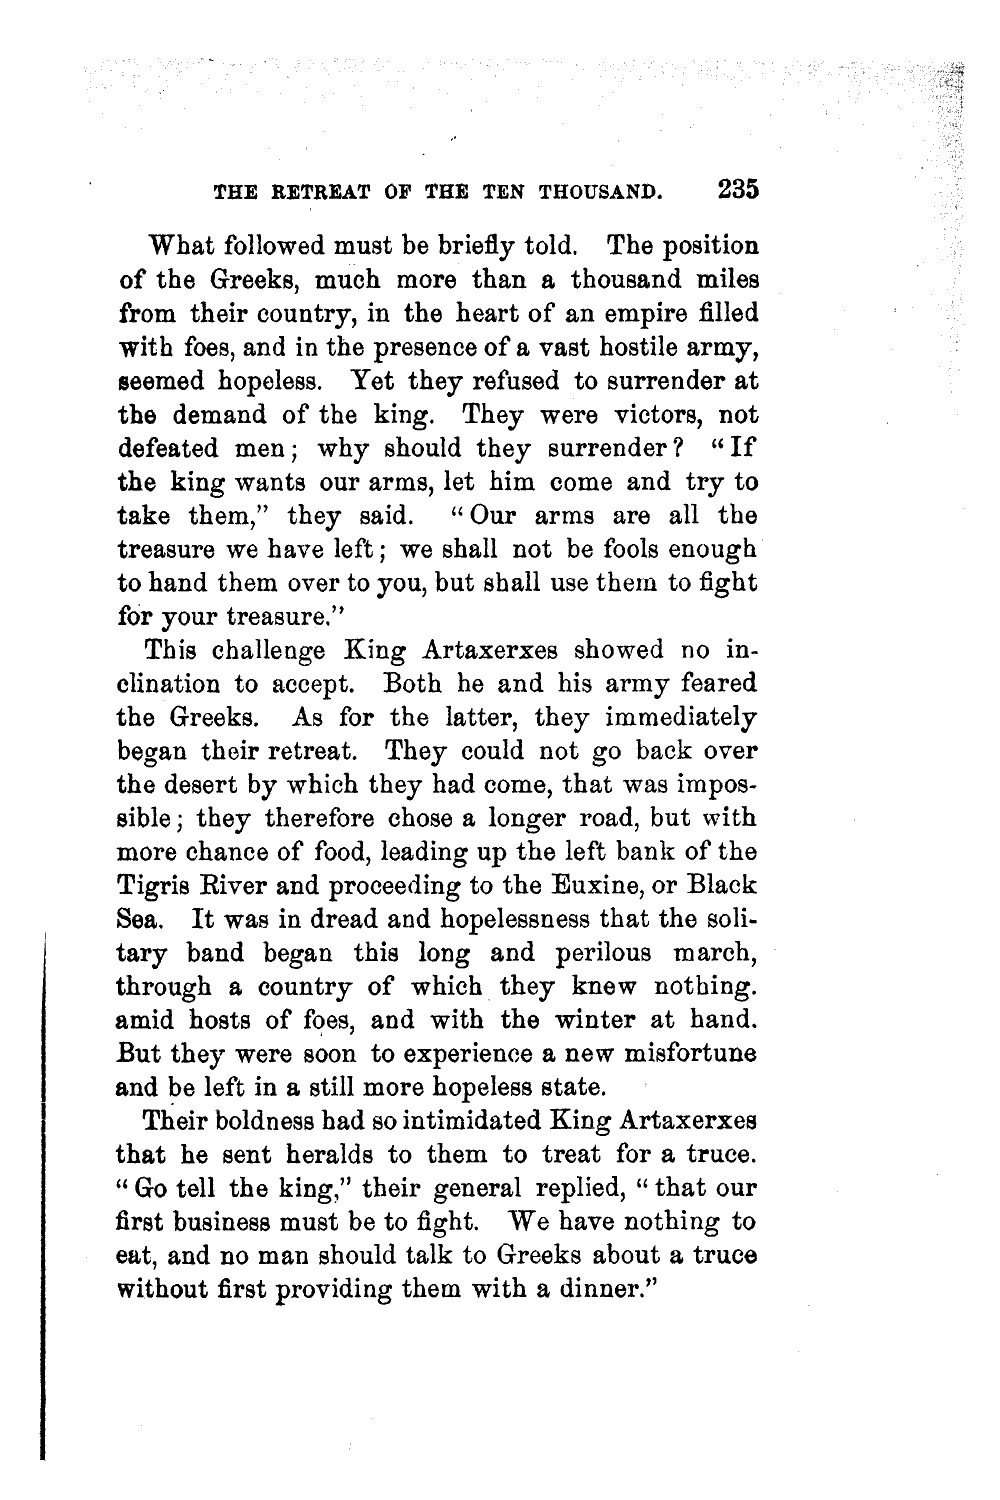 THE RETREAT OF THE TEN THOUSAND. 235
What followed must be briefly told. The position
of the Greeks, much more than a thousand miles
from their country, in the heart of an empire filled
with foes, and in the presence of a vast hostile army,
seemed hopeless. Yet they refused to surrender at
the demand of the king. They were victors, not
defeated men; why should they surrender? "If
the king wants our arms, let him come and try to
take them," they said. "Our arms are all the
treasure we have left; we shall not be fools enough
to hand them over to you, but shall use them to fight
for your treasure."
This challenge King Artaxerxes showed no in-
clination to accept. Both he and his army feared
the Greeks. As for the latter, they immediately
began their retreat. They could not go back over
the desert by which they had come, that was impos-
sible; they therefore chose a longer road, but with
more chance of food, leading up the left bank of the
Tigris River and proceeding to the Euxine, or Black
Sea. It was in dread and hopelessness that the soli-
tary band began this long and perilous march,
through a country of which they knew nothing.
amid hosts of foes, and with the winter at hand.
But they were soon to experience a new misfortune
and be left in a still more hopeless state.
Their boldness had so intimidated King Artaxerxes
that he sent heralds to them to treat for a truce.
"Go tell the king," their general replied, "that our
first business must be to fight. We have nothing to
eat, and no man should talk to Greeks about a truce
without first providing them with a dinner."